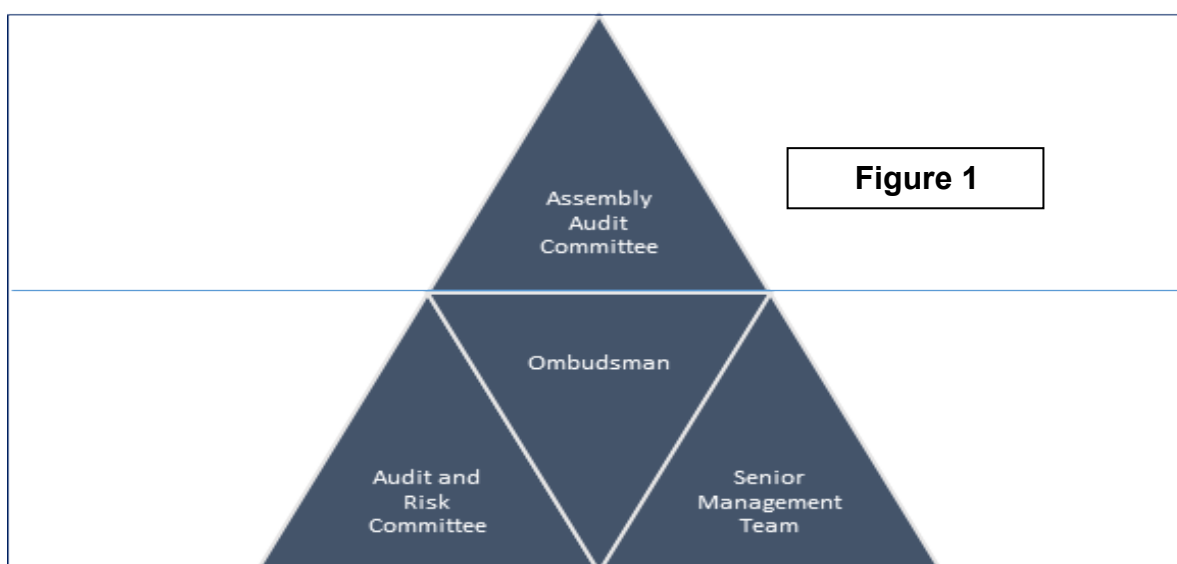 Figure 1
Assembly
Audit
Committee
Ombudsman
Audit and
Risk
Committee
Senior
Management
Team